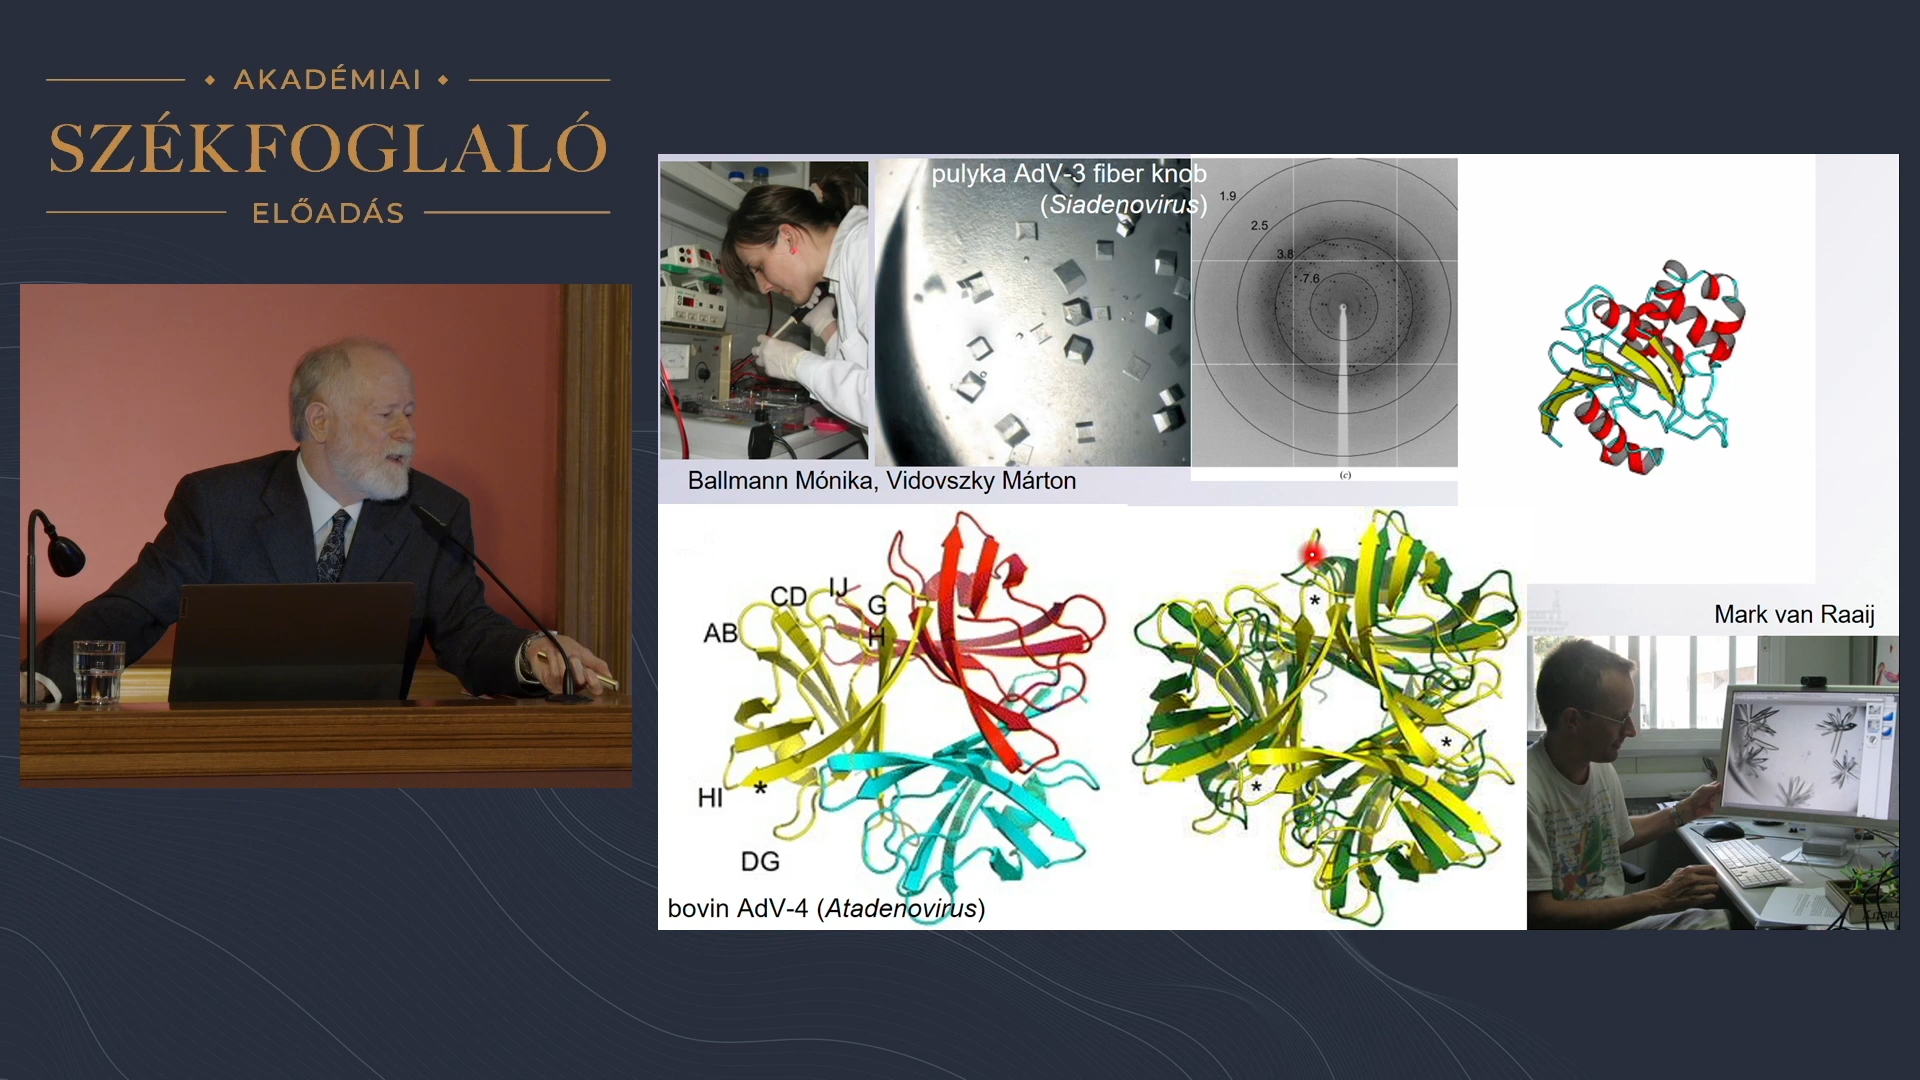 AKADÉMIAI
SZÉKFOGLALÓ
ELŐADÁS
pulyka AdV-3 fiber knob
(Siadenovirus)
1.9
2.5
3.8
7.6
(c)
Ballmann Mónika, Vidovszky Márton
Mark van Raaij
CD
IJ
G
H
AB
HI
*
DG
*
*
*
bovin AdV-4 (Atadenovirus)